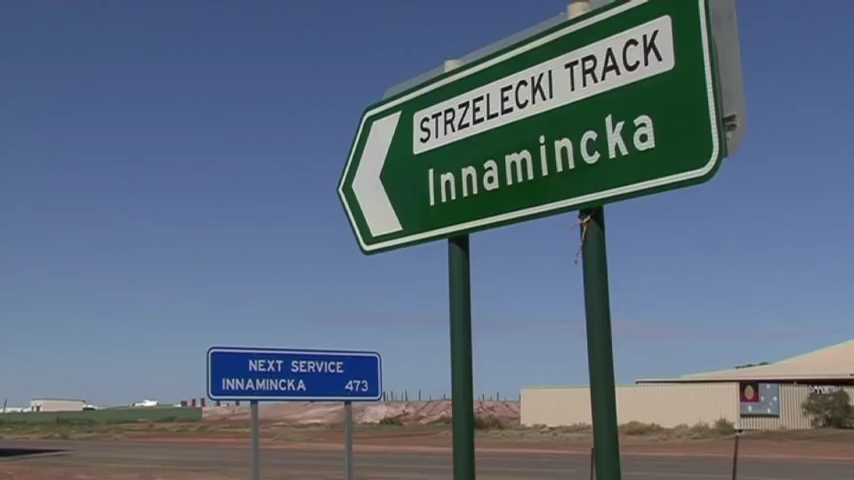 STRZELECKI TRACK
Innamincka
NEXT SERVICE
INNAMINCKA 473